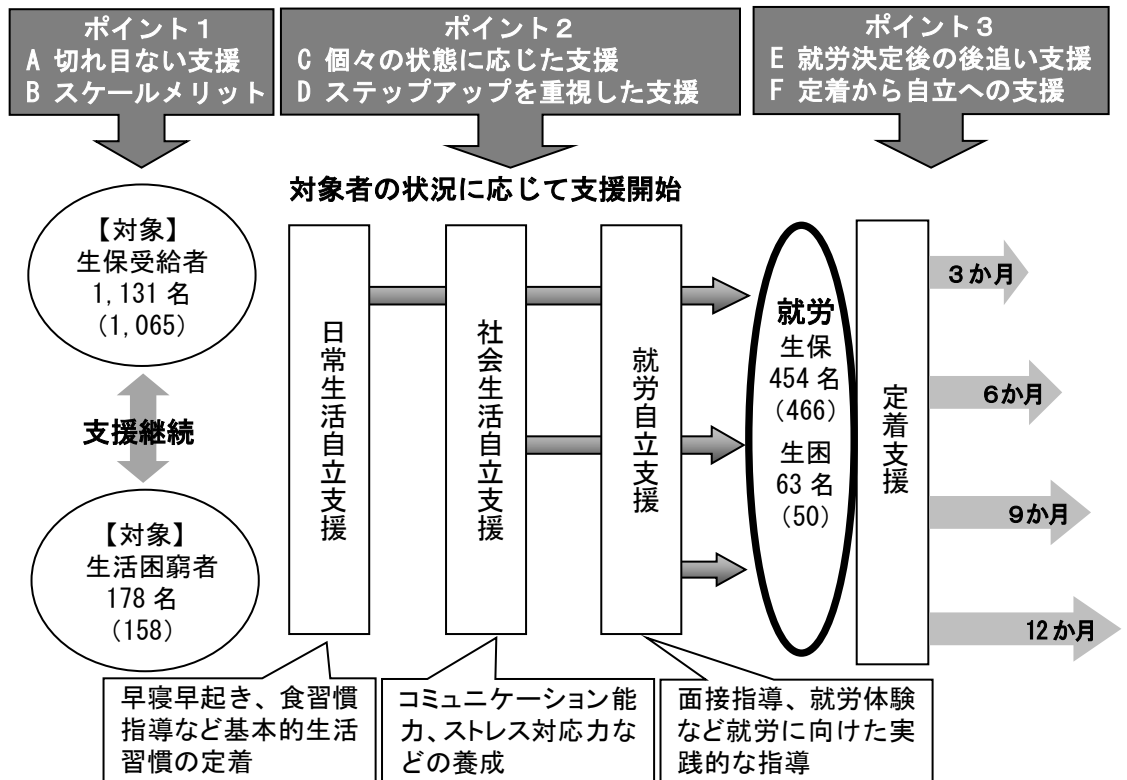 ポイント1
A 切れ目ない支援
B スケールメリット
ポイント2
C 個々の状態に応じた支援
D ステップアップを重視した支援
ポイント3
E 就労決定後の後追い支援
F 定着から自立への支援
対象者の状況に応じて支援開始
【対象】
生保受給者
1,131 名
(1,065)
支援継続
【対象】
生活困窮者
178 名
(158)
日常生活自立支援
社会生活自立支援
就労自立支援
就労
生保
454 名
(466)
生困
63 名
(50)
定着支援
3か月
6か月
9か月
12か月
早寝早起き、食習慣
指導など基本的生活
習慣の定着
コミュニケーション能
力、ストレス対応力な
どの養成
面接指導、就労体験
など就労に向けた実
践的な指導